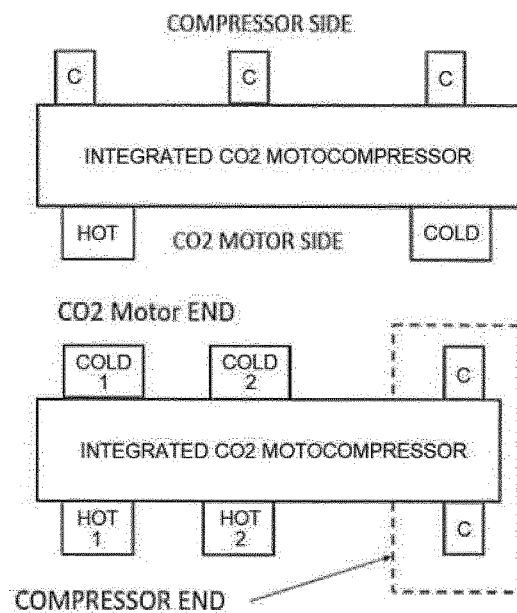 COMPRESSOR SIDE
C C C
INTEGRATED CO2 MOTOCOMPRESSOR
HOT CO2 MOTOR SIDE COLD
CO2 Motor END
COLD 1 COLD 2 C
INTEGRATED CO2 MOTOCOMPRESSOR
HOT 1 HOT 2 C
COMPRESSOR END